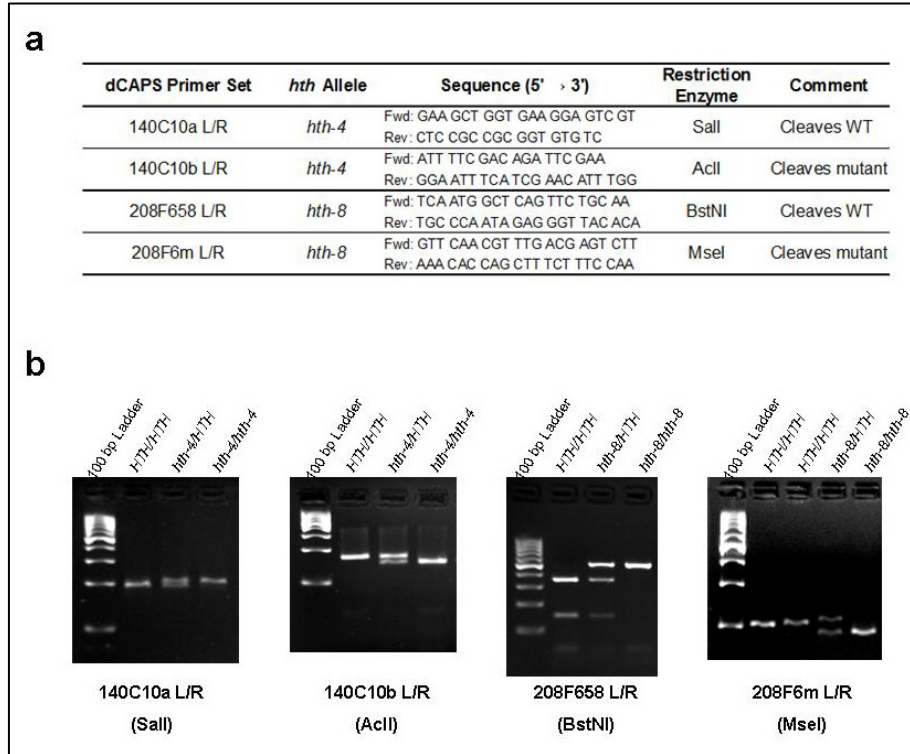 a
dCAPS Primer Set hth Allele Sequence (5' → 3') Restriction Enzyme Comment
140C10a L/R hth-4 Fwd: GAA GCT GGT GAA GGA GTC GT SalI Cleaves WT
Rev: CTC CGC CGC GGT GTG TC
140C10b L/R hth-4 Fwd: ATT TTC GAC AGA TTC GAA AclI Cleaves mutant
Rev: GGA ATT TCA TCG AAC ATT TGG
208F658 L/R hth-8 Fwd: TCA ATG GCT CAG TTC TGC AA BstNI Cleaves WT
Rev: TGC CCA ATA GAG GGT TAC ACA
208F6m L/R hth-8 Fwd: GTT CAA CGT TTG ACG AGT CTT MseI Cleaves mutant
Rev: AAA CAC CAG CTT TCT TTC CAA
b
100 bp Ladder
HTH/HTH
hth-4/HTH
hth-4/hth-4
100 bp Ladder
HTH/HTH
hth-4/HTH
hth-4/hth-4
100 bp Ladder
HTH/HTH
hth-8/HTH
hth-8/hth-8
100 bp Ladder
HTH/HTH
HTH/HTH
hth-8/HTH
hth-8/hth-8
140C10a L/R 140C10b L/R 208F658 L/R 208F6m L/R
(SalI) (AclI) (BstNI) (MseI)